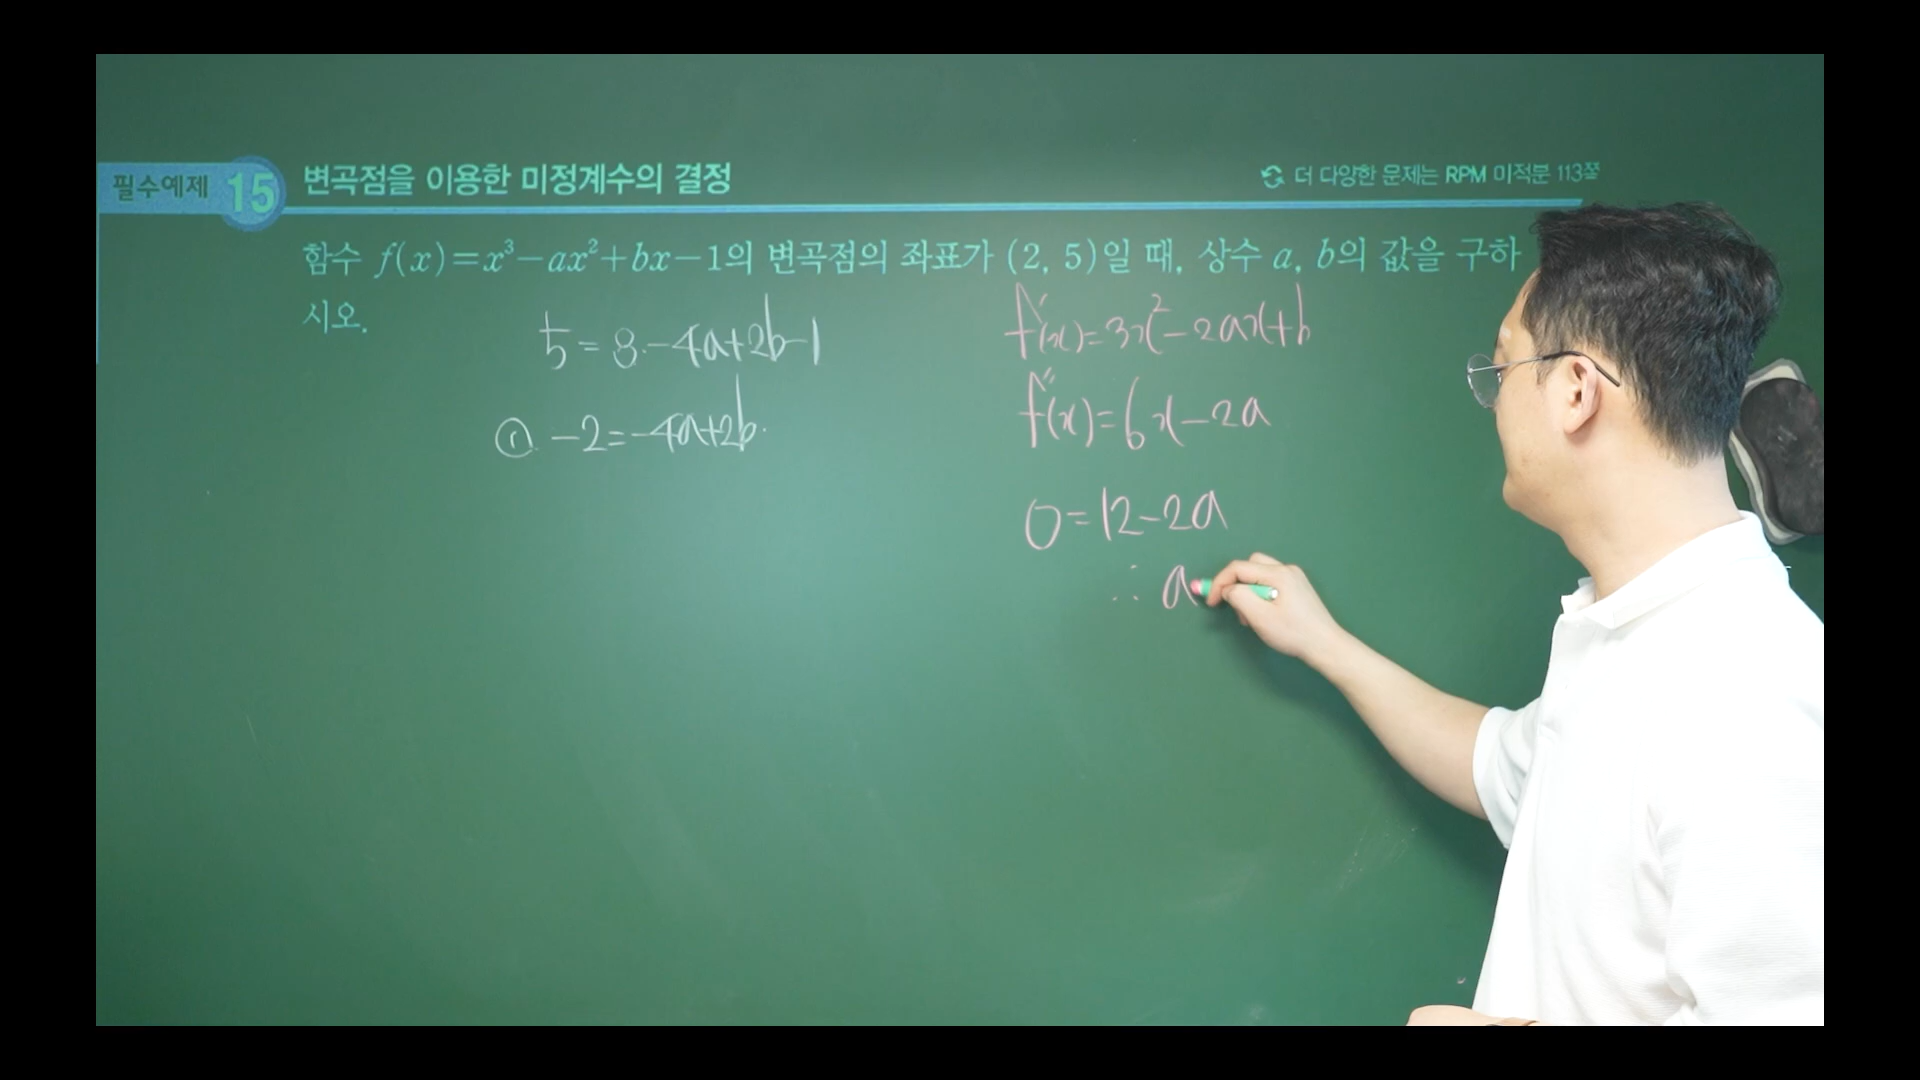 필수예제 15 변곡점을 이용한 미정계수의 결정
더 다양한 문제는 RPM 미적분 113쪽
함수 f(x)=x³-ax²+bx-1의 변곡점의 좌표가 (2, 5)일 때, 상수 a, b의 값을 구하
시오.
5=8-4a+2b-1
① -2=-4a+2b
f'(x)=3x²-2ax+b
f''(x)=6x-2a
0=12-2a
∴ a